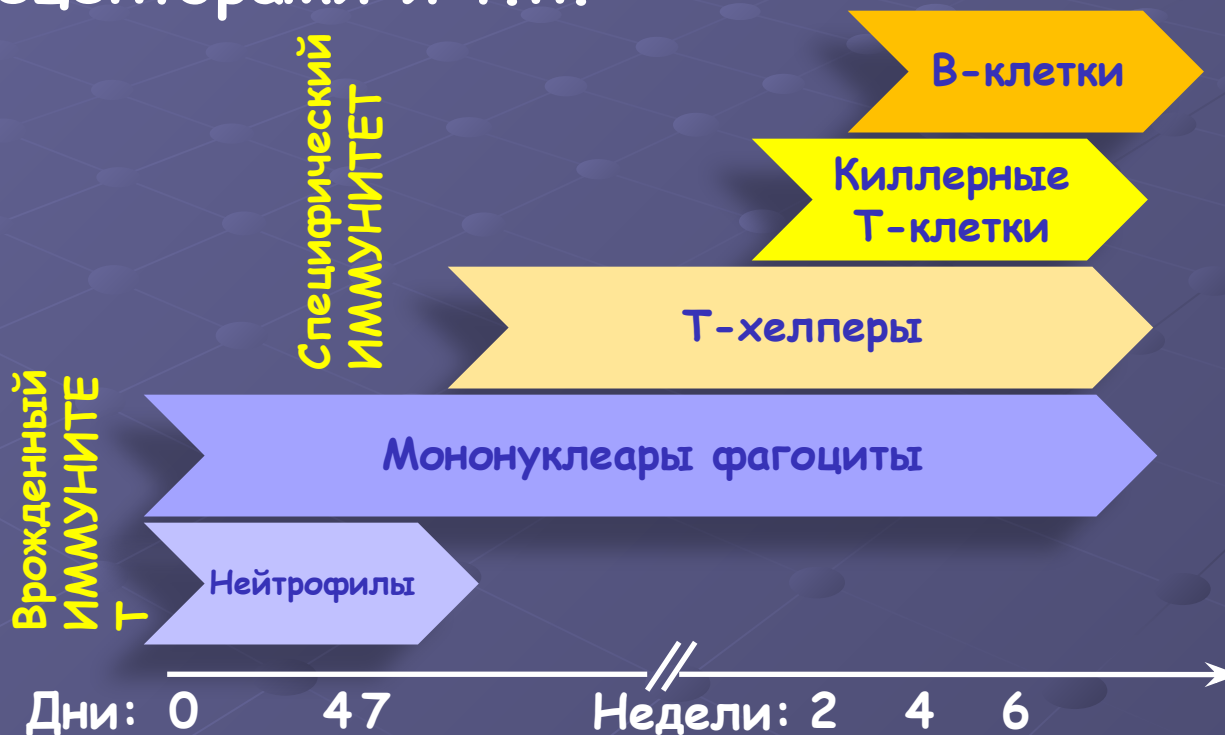 В-клетки
Киллерные
Т-клетки
Специфический
ИММУНИТЕТ
Т-хелперы
Мононуклеары фагоциты
Врожденный
ИММУНИТЕ
Т
Нейтрофилы
Дни: 0 4 7 Недели: 2 4 6